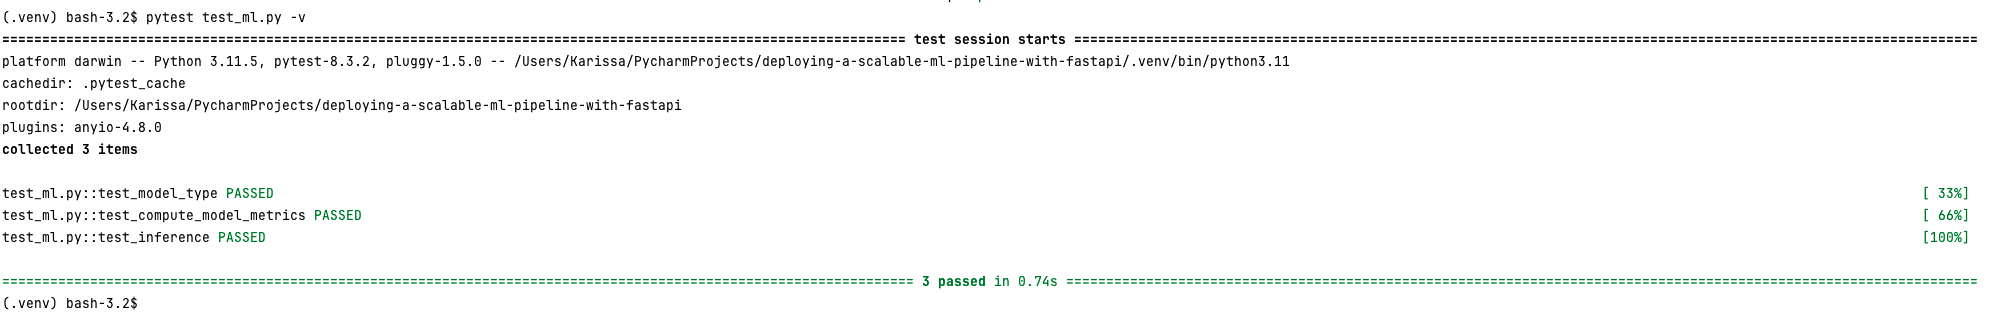 (.venv) bash-3.2$ pytest test_ml.py -v
============================= test session starts =============================
platform darwin -- Python 3.11.5, pytest-8.3.2, pluggy-1.5.0 -- /Users/Karissa/PycharmProjects/deploying-a-scalable-ml-pipeline-with-fastapi/.venv/bin/python3.11
cachedir: .pytest_cache
rootdir: /Users/Karissa/PycharmProjects/deploying-a-scalable-ml-pipeline-with-fastapi
plugins: anyio-4.8.0
collected 3 items
test_ml.py::test_model_type PASSED [ 33%]
test_ml.py::test_compute_model_metrics PASSED [ 66%]
test_ml.py::test_inference PASSED [100%]
============================= 3 passed in 0.74s =============================
(.venv) bash-3.2$